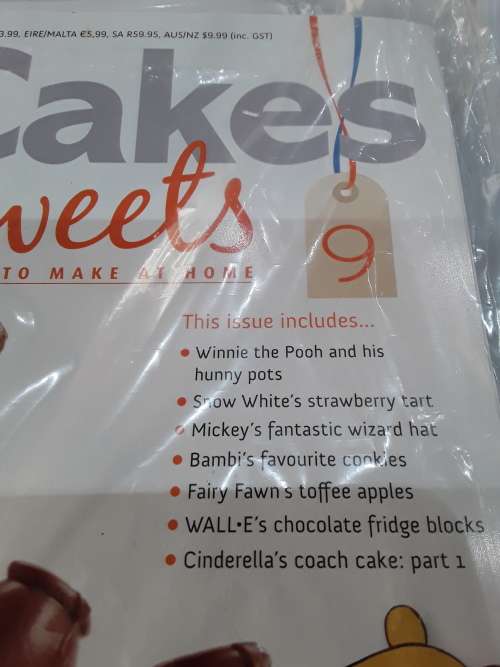 3.99, EIRE/MALTA €5,99, SA R59.95, AUS/NZ $9.99 (inc. GST)
Cakes
weets
9
TO MAKE AT HOME
This issue includes...
• Winnie the Pooh and his
hunny pots
• Snow White's strawberry tart
• Mickey's fantastic wizard hat
• Bambi's favourite cookies
• Fairy Fawn's toffee apples
• WALL•E's chocolate fridge blocks
• Cinderella's coach cake: part 1